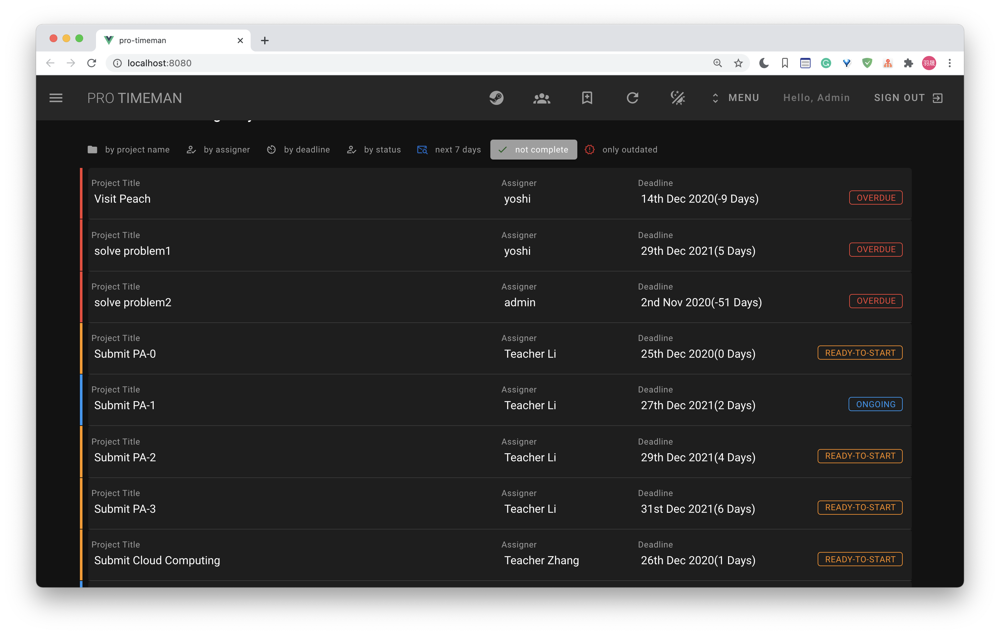 pro-timeman
localhost:8080
羽晟
PRO TIMEMAN
MENU
Hello, Admin
SIGN OUT
by project name
by assigner
by deadline
by status
next 7 days
not complete
only outdated
Project Title Assigner Deadline
Visit Peach yoshi 14th Dec 2020(-9 Days) OVERDUE
Project Title Assigner Deadline
solve problem1 yoshi 29th Dec 2021(5 Days) OVERDUE
Project Title Assigner Deadline
solve problem2 admin 2nd Nov 2020(-51 Days) OVERDUE
Project Title Assigner Deadline
Submit PA-0 Teacher Li 25th Dec 2020(0 Days) READY-TO-START
Project Title Assigner Deadline
Submit PA-1 Teacher Li 27th Dec 2021(2 Days) ONGOING
Project Title Assigner Deadline
Submit PA-2 Teacher Li 29th Dec 2021(4 Days) READY-TO-START
Project Title Assigner Deadline
Submit PA-3 Teacher Li 31st Dec 2021(6 Days) READY-TO-START
Project Title Assigner Deadline
Submit Cloud Computing Teacher Zhang 26th Dec 2020(1 Days) READY-TO-START